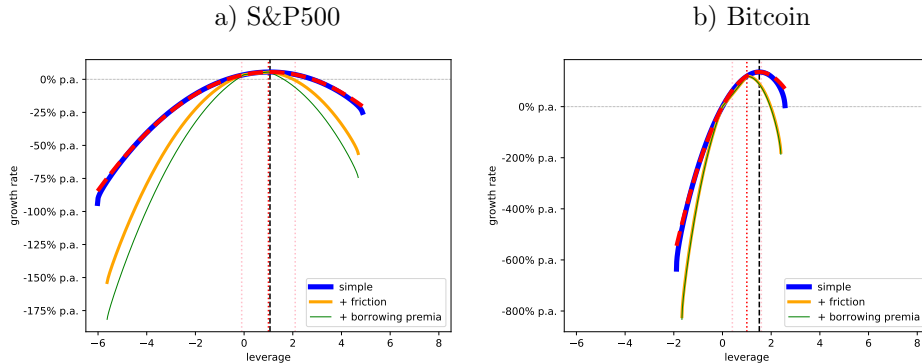 a) S&P500
0% p.a.
-25% p.a.
-50% p.a.
-75% p.a.
-100% p.a.
-125% p.a.
-150% p.a.
-175% p.a.
growth rate
simple
+ friction
+ borrowing premia
−6 −4 −2 0 2 4 6 8
leverage
b) Bitcoin
0% p.a.
-200% p.a.
-400% p.a.
-600% p.a.
-800% p.a.
growth rate
simple
+ friction
+ borrowing premia
−6 −4 −2 0 2 4 6 8
leverage